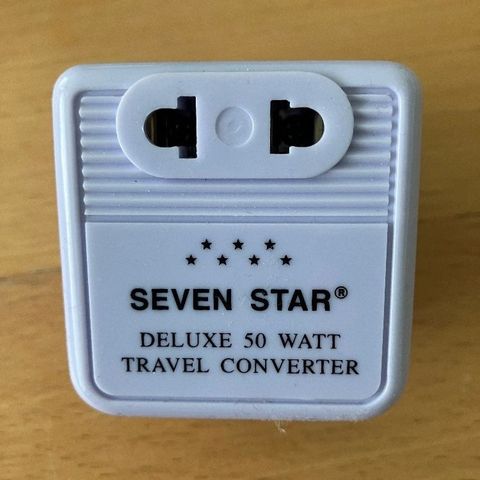 SEVEN STAR®
DELUXE 50 WATT
TRAVEL CONVERTER